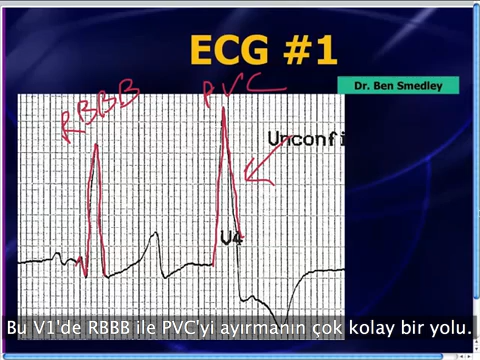 ECG #1
Dr. Ben Smedley
RBBB
PVC
Unconfi
V4
Bu V1'de RBBB ile PVC'yi ayırmanın çok kolay bir yolu.